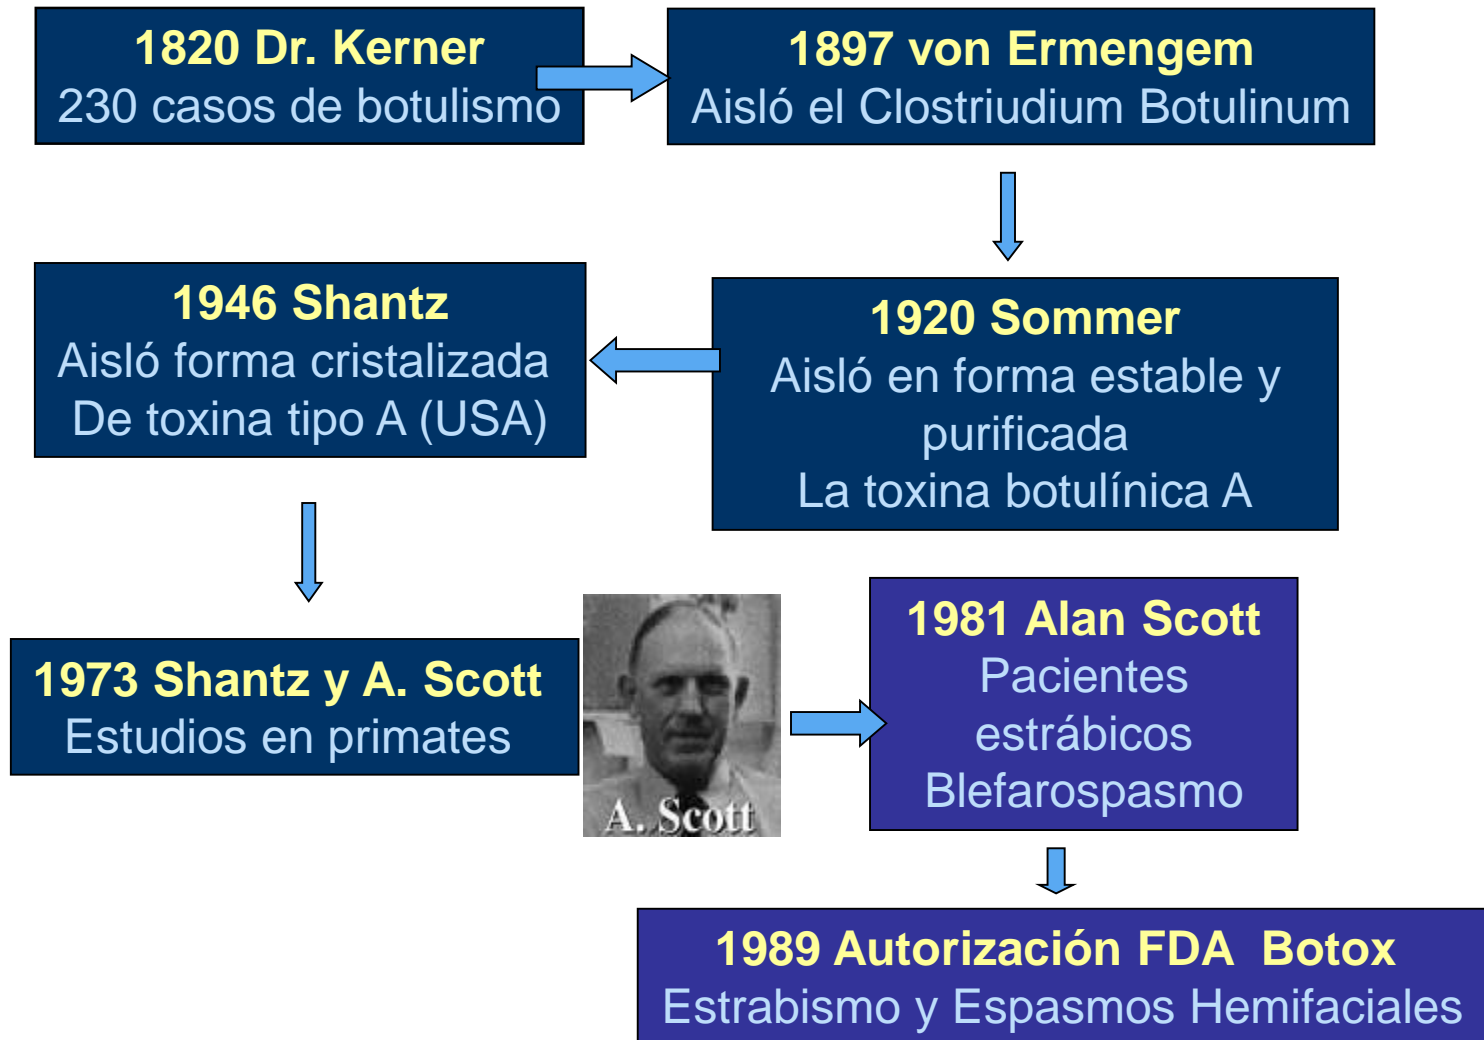 1820 Dr. Kerner
230 casos de botulismo
1897 von Ermengem
Aisló el Clostriudium Botulinum
1920 Sommer
Aisló en forma estable y
purificada
La toxina botulínica A
1946 Shantz
Aisló forma cristalizada
De toxina tipo A (USA)
1973 Shantz y A. Scott
Estudios en primates
A. Scott
1981 Alan Scott
Pacientes
estrábicos
Blefarospasmo
1989 Autorización FDA Botox
Estrabismo y Espasmos Hemifaciales